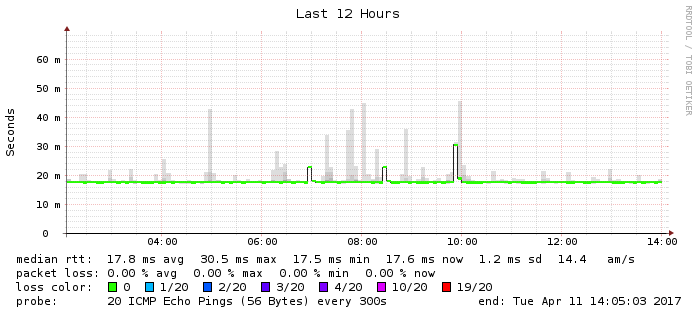 Last 12 Hours
RRDTOOL / TOBI OETIKER
Seconds
60 m
50 m
40 m
30 m
20 m
10 m
0
04:00 06:00 08:00 10:00 12:00 14:00
median rtt: 17.8 ms avg 30.5 ms max 17.5 ms min 17.6 ms now 1.2 ms sd 14.4 am/s
packet loss: 0.00 % avg 0.00 % max 0.00 % min 0.00 % now
loss color: 0 1/20 2/20 3/20 4/20 10/20 19/20
probe: 20 ICMP Echo Pings (56 Bytes) every 300s end: Tue Apr 11 14:05:03 2017